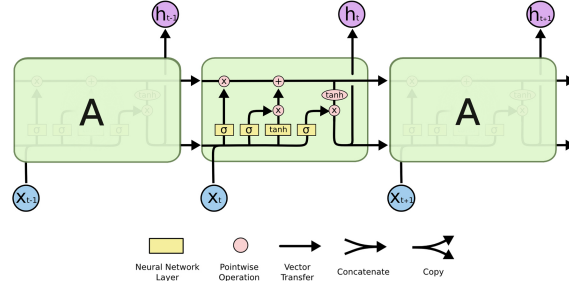 h t-1
h t
h t+1
A
x
+
tanh
x
x
σ
σ
tanh
σ
A
X t-1
X t
X t+1
Neural Network
Layer
Pointwise
Operation
Vector
Transfer
Concatenate
Copy